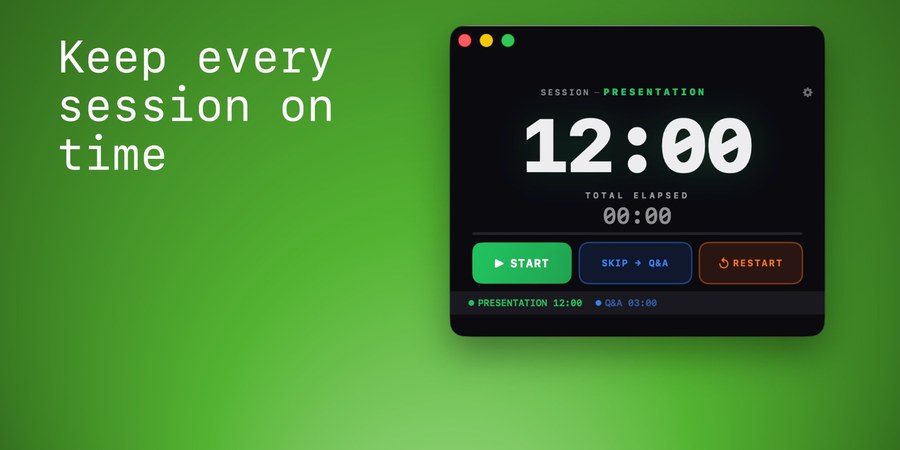 Keep every
session on
time
SESSION – PRESENTATION
12:00
TOTAL ELAPSED
00:00
START
SKIP → Q&A
RESTART
PRESENTATION 12:00
Q&A 03:00